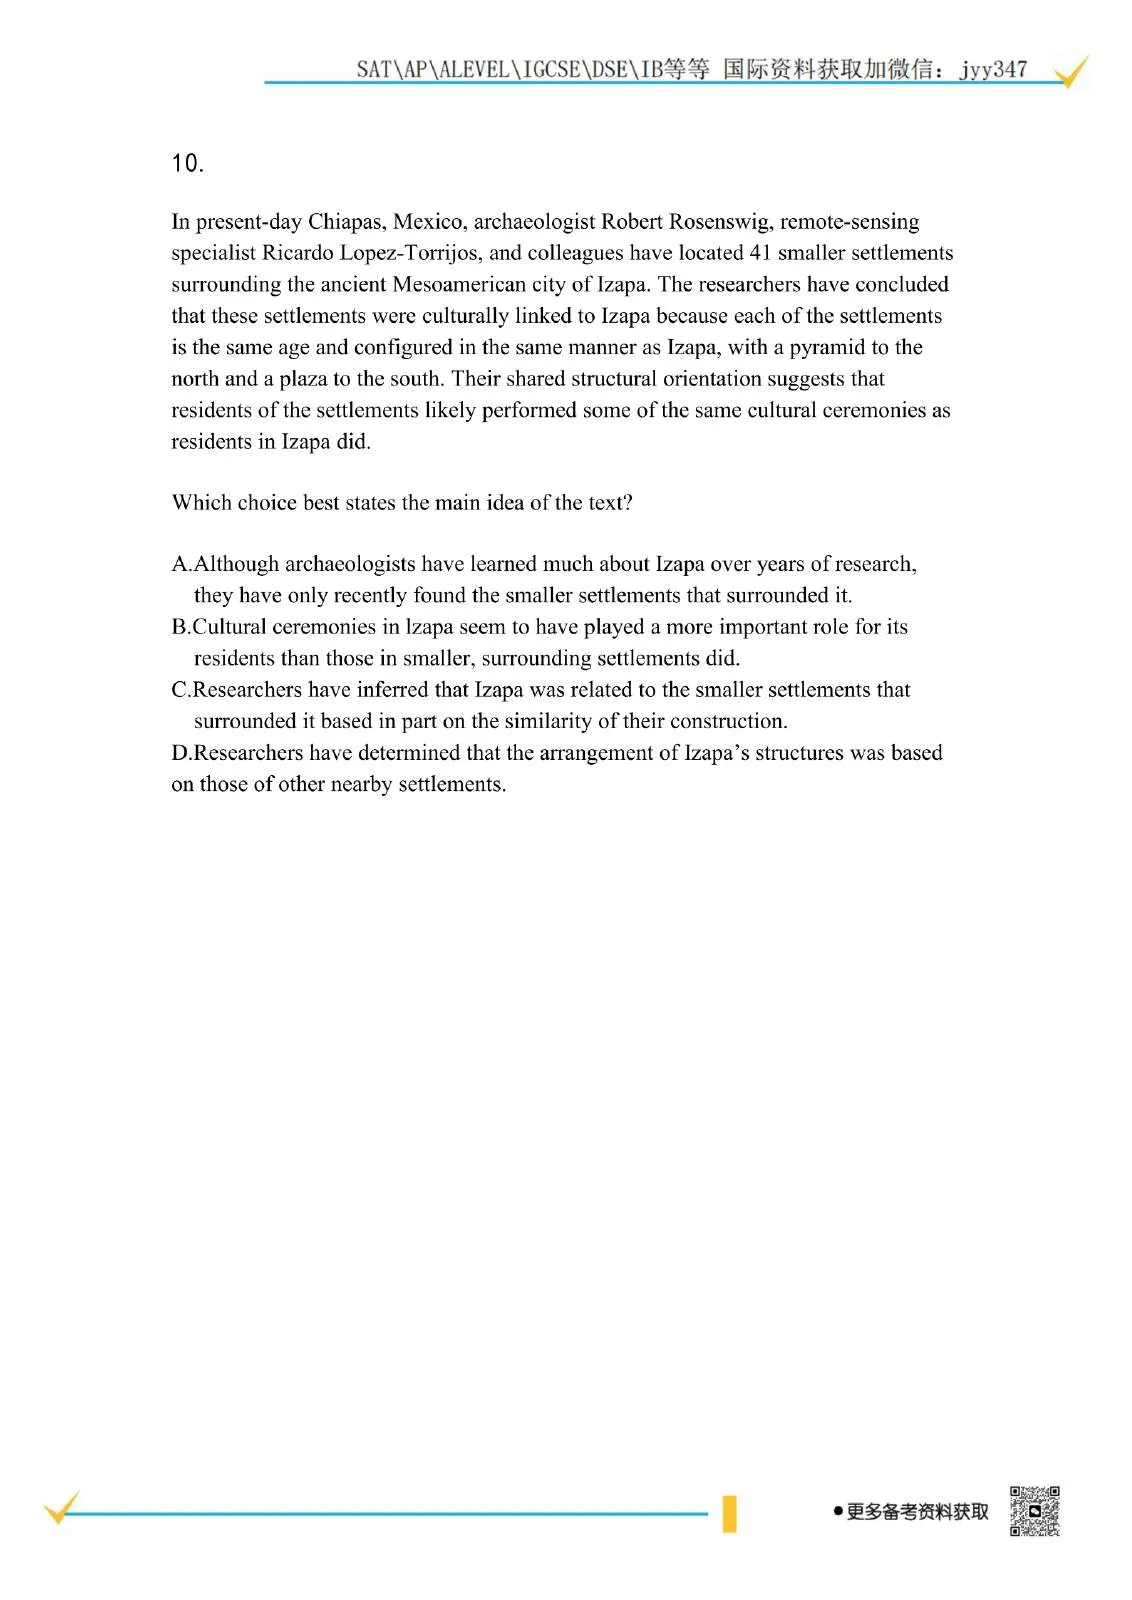 SAT\AP\ALEVEL\IGCSE\DSE\IB等等 国际资料获取加微信：jyy347
10.
In present-day Chiapas, Mexico, archaeologist Robert Rosenswig, remote-sensing
specialist Ricardo Lopez-Torrijos, and colleagues have located 41 smaller settlements
surrounding the ancient Mesoamerican city of Izapa. The researchers have concluded
that these settlements were culturally linked to Izapa because each of the settlements
is the same age and configured in the same manner as Izapa, with a pyramid to the
north and a plaza to the south. Their shared structural orientation suggests that
residents of the settlements likely performed some of the same cultural ceremonies as
residents in Izapa did.
Which choice best states the main idea of the text?
A.Although archaeologists have learned much about Izapa over years of research,
they have only recently found the smaller settlements that surrounded it.
B.Cultural ceremonies in lzapa seem to have played a more important role for its
residents than those in smaller, surrounding settlements did.
C.Researchers have inferred that Izapa was related to the smaller settlements that
surrounded it based in part on the similarity of their construction.
D.Researchers have determined that the arrangement of Izapa’s structures was based
on those of other nearby settlements.
●更多备考资料获取